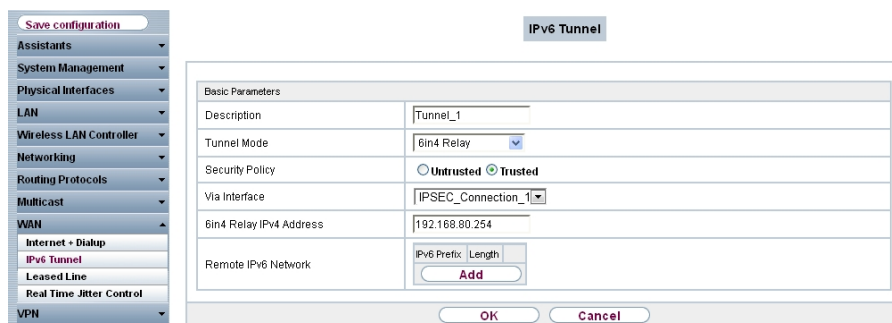 Save configuration
Assistants
System Management
Physical Interfaces
LAN
Wireless LAN Controller
Networking
Routing Protocols
Multicast
WAN
Internet + Dialup
IPv6 Tunnel
Leased Line
Real Time Jitter Control
VPN
IPv6 Tunnel
Basic Parameters
Description Tunnel_1
Tunnel Mode 6in4 Relay
Security Policy Untrusted Trusted
Via Interface IPSEC_Connection_1
6in4 Relay IPv4 Address 192.168.80.254
Remote IPv6 Network
IPv6 Prefix Length
Add
OK Cancel